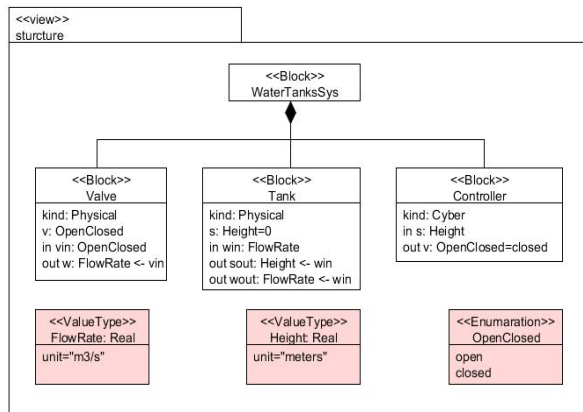 <<view>>
sturcture
<<Block>>
WaterTanksSys
<<Block>>
Valve
kind: Physical
v: OpenClosed
in vin: OpenClosed
out w: FlowRate <- vin
<<Block>>
Tank
kind: Physical
s: Height=0
in win: FlowRate
out sout: Height <- win
out wout: FlowRate <- win
<<Block>>
Controller
kind: Cyber
in s: Height
out v: OpenClosed=closed
<<ValueType>>
FlowRate: Real
unit="m3/s"
<<ValueType>>
Height: Real
unit="meters"
<<Enumaration>>
OpenClosed
open
closed